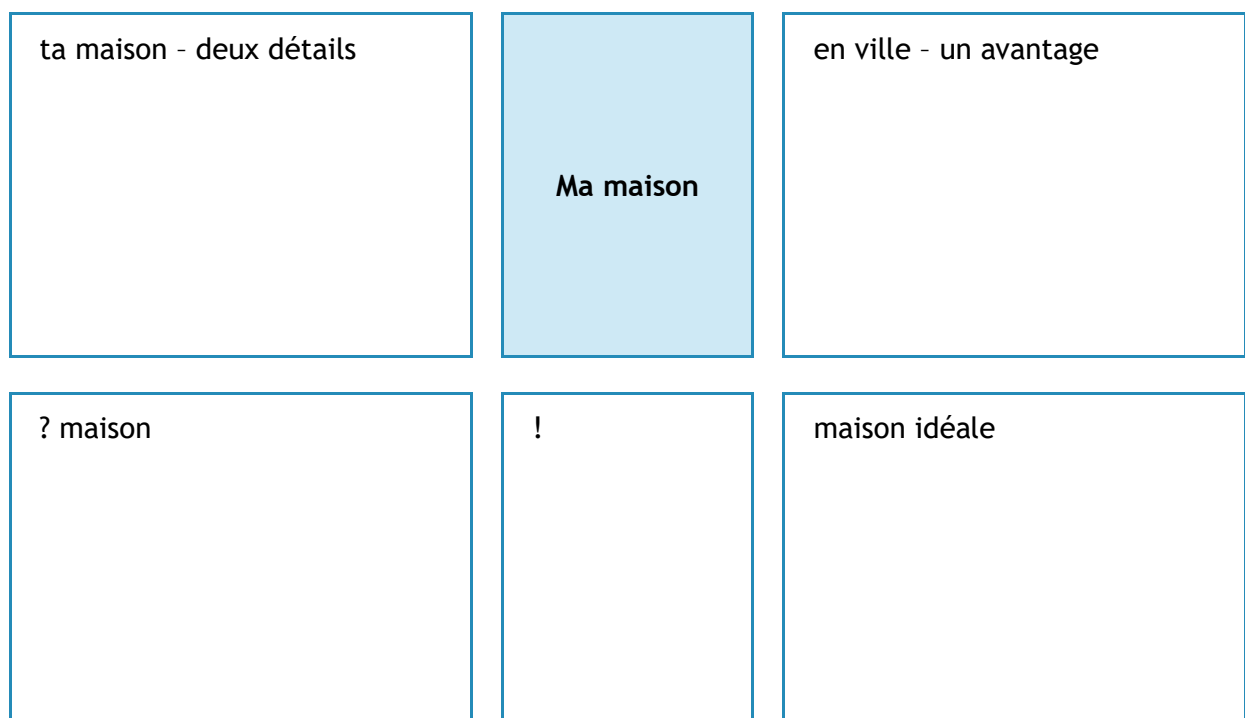 ta maison – deux détails
Ma maison
en ville – un avantage
? maison
!
maison idéale